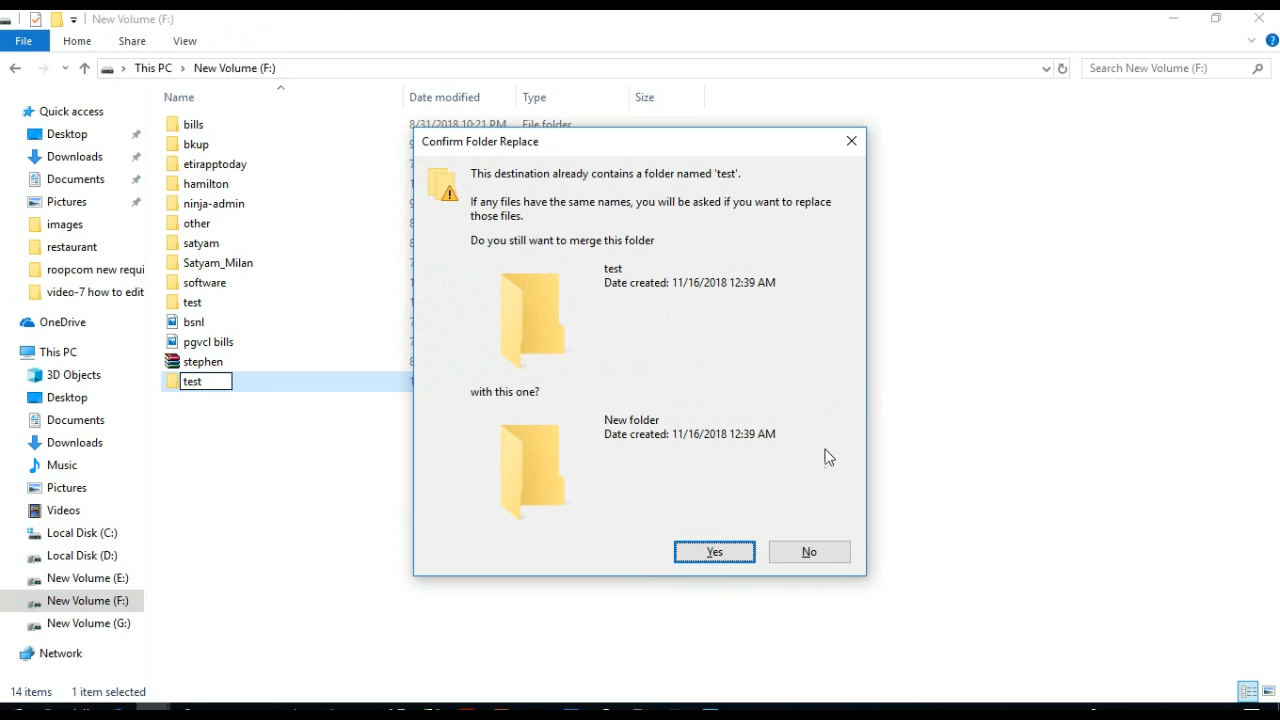 New Volume (F:)
File Home Share View
This PC New Volume (F:) Search New Volume (F:)
Name Date modified Type Size
Quick access
Desktop
Downloads
Documents
Pictures
images
restaurant
roopcom new requi
video-7 how to edit
OneDrive
This PC
3D Objects
Desktop
Documents
Downloads
Music
Pictures
Videos
Local Disk (C:)
Local Disk (D:)
New Volume (E:)
New Volume (F:)
New Volume (G:)
Network
bills 8/31/2018 10:21 PM File folder
bkup
etirapptoday
hamilton
ninja-admin
other
satyam
Satyam_Milan
software
test
bsnl
pgvcl bills
stephen
test
Confirm Folder Replace
This destination already contains a folder named 'test'.
If any files have the same names, you will be asked if you want to replace
those files.
Do you still want to merge this folder
test
Date created: 11/16/2018 12:39 AM
with this one?
New folder
Date created: 11/16/2018 12:39 AM
Yes No
14 items 1 item selected